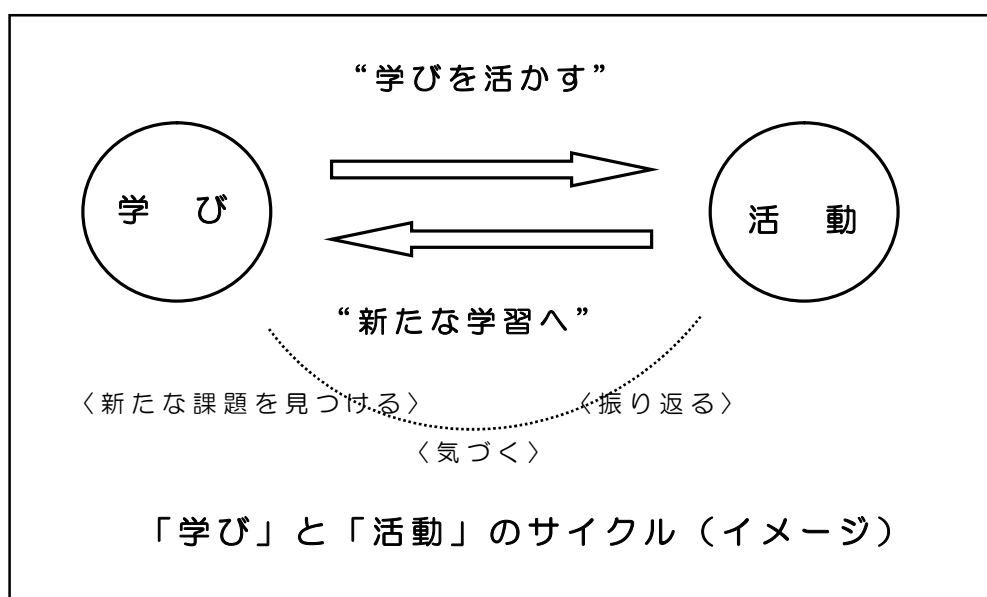 “学びを活かす”
学び
活動
“新たな学習へ”
〈新たな課題を見つける〉
〈振り返る〉
〈気づく〉
「学び」と「活動」のサイクル（イメージ）